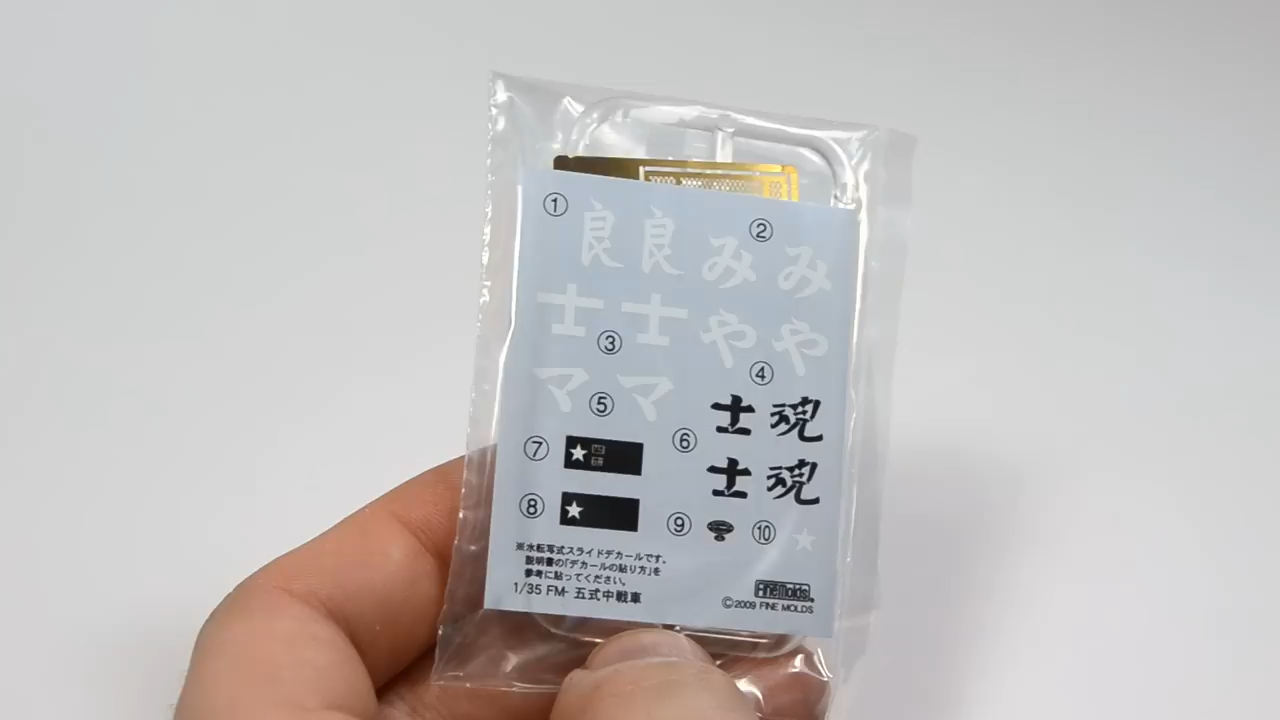 ① 良 良 ② み み
士 士 ③ や や
マ マ ⑤ ④
士 魂
⑦ ★ 四研 ⑥
士 魂
⑧ ★ ⑨ ⑩
※水転写式スライドデカールです。
説明書の「デカールの貼り方」を
参考に貼ってください。
1/35 FM- 五式中戦車
FineMolds
©2009 FINE MOLDS